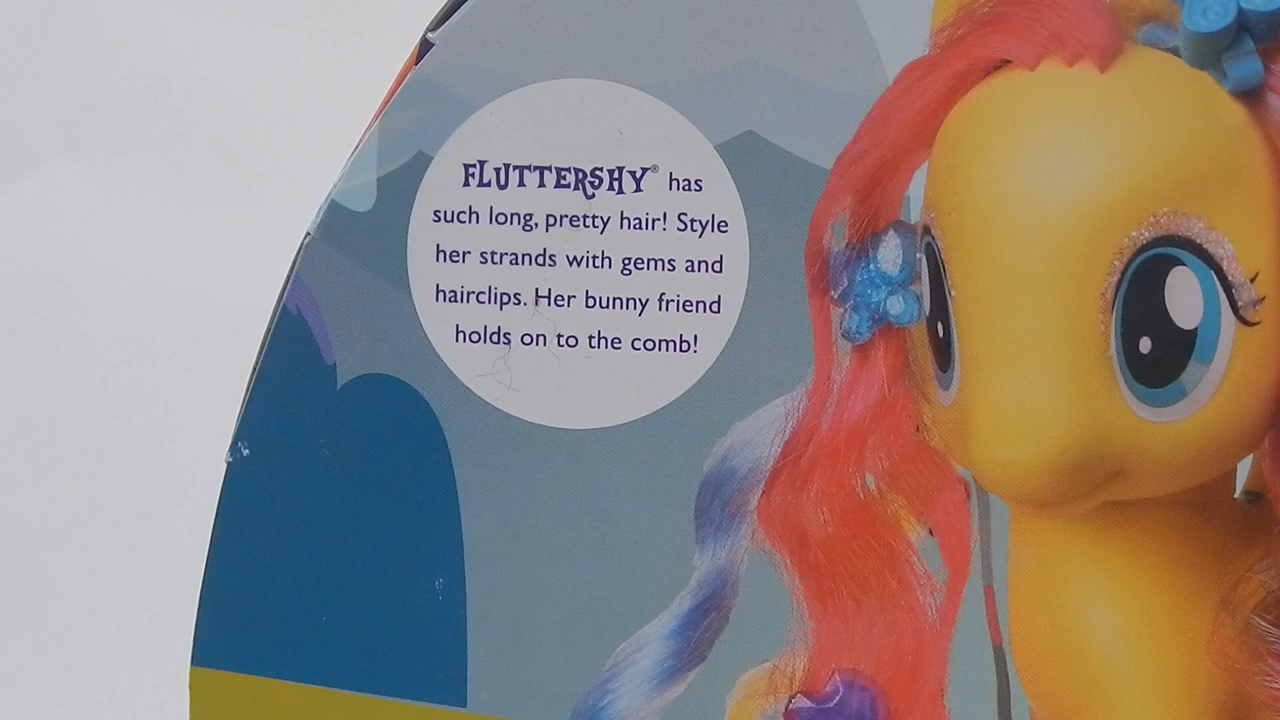 FLUTTERSHY® has
such long, pretty hair! Style
her strands with gems and
hairclips. Her bunny friend
holds on to the comb!